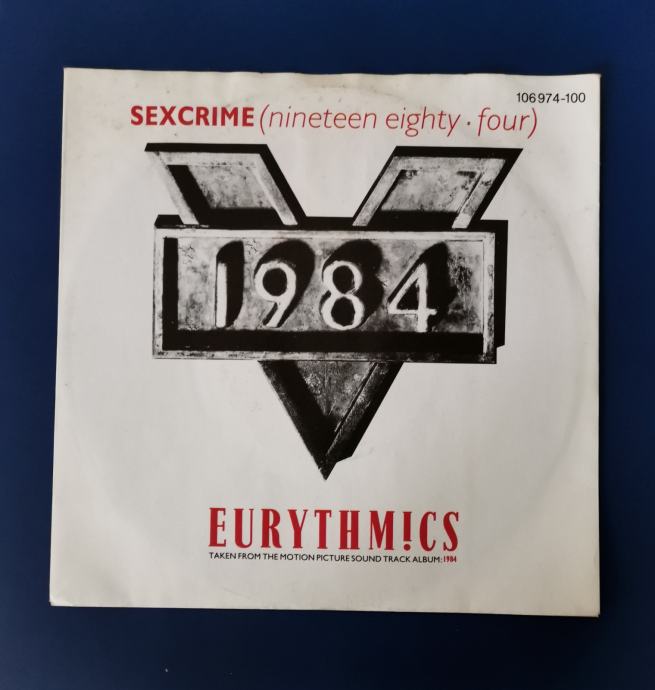 106 974-100
SEXCRIME (nineteen eighty · four)
1984
EURYTHM!CS
TAKEN FROM THE MOTION PICTURE SOUND TRACK ALBUM: 1984